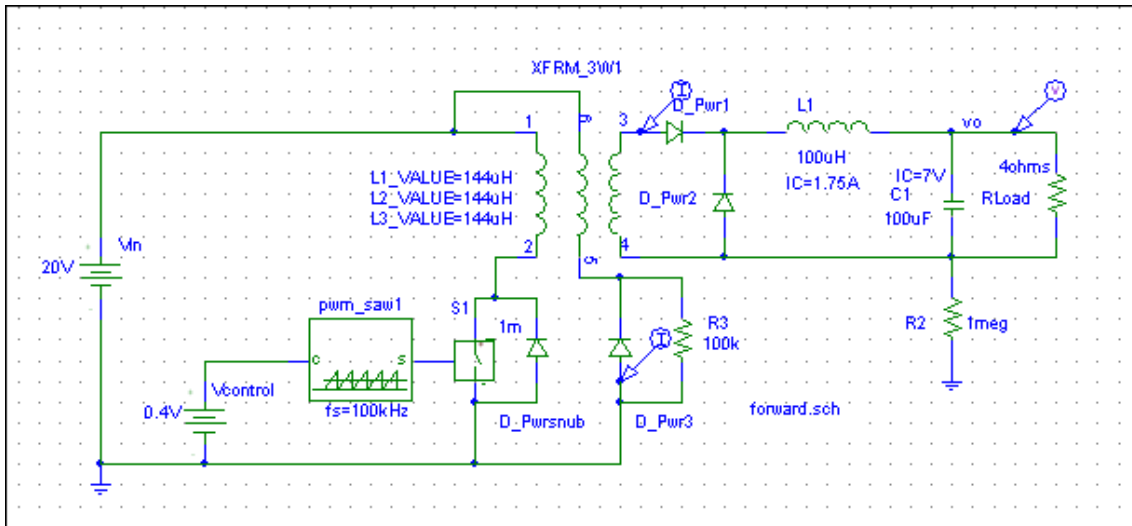 XFRM_3W1
1
6
3
I
D_Pwr1
L1
V
vo
100uH
IC=1.75A
4ohms
IC=7V
C1
100uF
RLoad
L1_VALUE=144uH
L2_VALUE=144uH
L3_VALUE=144uH
D_Pwr2
2
5
4
Vin
20V
pwm_saw1
S1
1m
c
s
fs=100kHz
Vcontrol
0.4V
D_Pwrsnub
I
D_Pwr3
R3
100k
R2
1meg
forward.sch